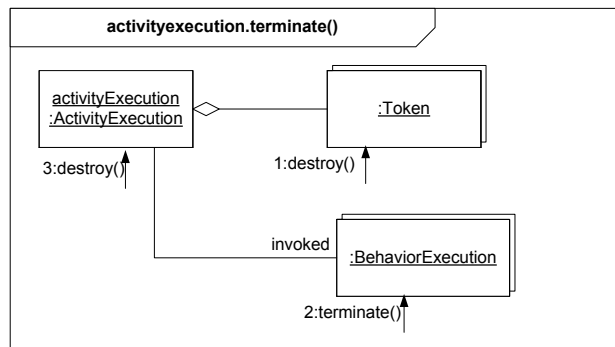 activityexecution.terminate()
activityExecution
:ActivityExecution
:Token
3:destroy()
1:destroy()
invoked
:BehaviorExecution
2:terminate()